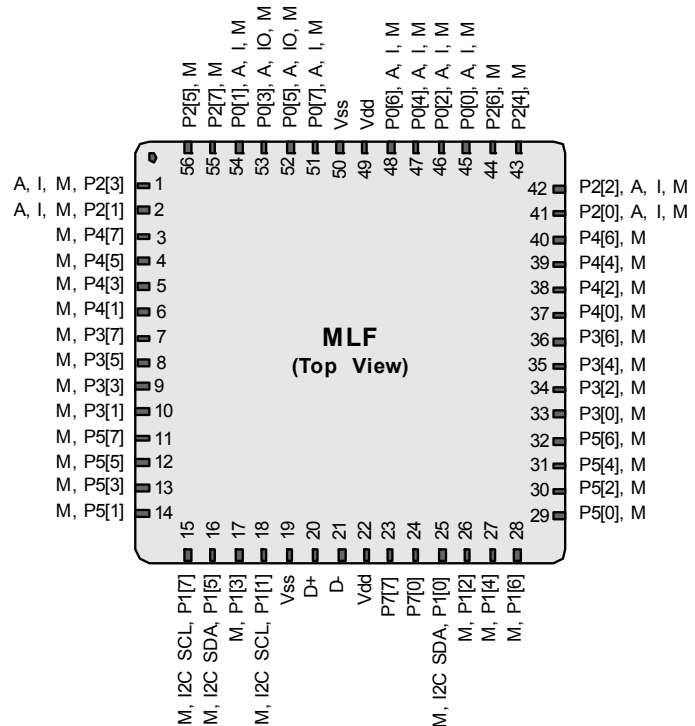 P2[5], M
P2[7], M
P0[1], A, I, M
P0[3], A, IO, M
P0[5], A, IO, M
P0[7], A, I, M
Vss
Vdd
P0[6], A, I, M
P0[4], A, I, M
P0[2], A, I, M
P0[0], A, I, M
P2[6], M
P2[4], M
56
55
54
53
52
51
50
49
48
47
46
45
44
43
A, I, M, P2[3] 1
A, I, M, P2[1] 2
M, P4[7] 3
M, P4[5] 4
M, P4[3] 5
M, P4[1] 6
M, P3[7] 7
M, P3[5] 8
M, P3[3] 9
M, P3[1] 10
M, P5[7] 11
M, P5[5] 12
M, P5[3] 13
M, P5[1] 14
MLF
(Top View)
42 P2[2], A, I, M
41 P2[0], A, I, M
40 P4[6], M
39 P4[4], M
38 P4[2], M
37 P4[0], M
36 P3[6], M
35 P3[4], M
34 P3[2], M
33 P3[0], M
32 P5[6], M
31 P5[4], M
30 P5[2], M
29 P5[0], M
15
16
17
18
19
20
21
22
23
24
25
26
27
28
M, I2C SCL, P1[7]
M, I2C SDA, P1[5]
M, P1[3]
M, I2C SCL, P1[1]
Vss
D+
D-
Vdd
P7[7]
P7[0]
M, I2C SDA, P1[0]
M, P1[2]
M, P1[4]
M, P1[6]